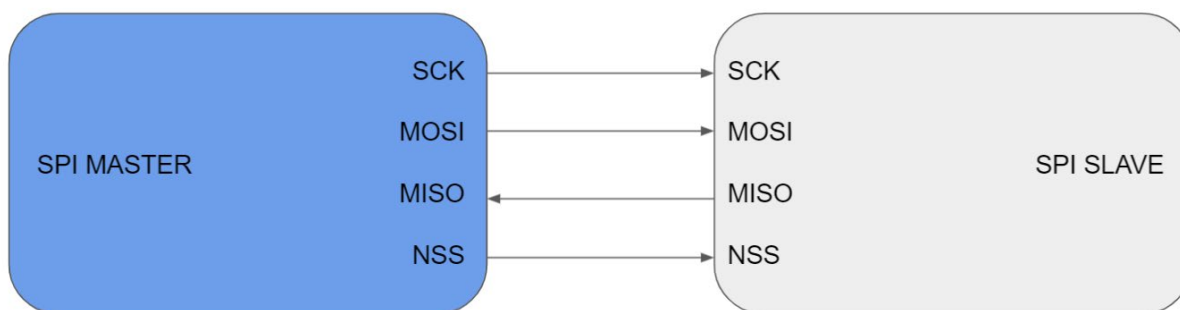 SPI MASTER
SCK
MOSI
MISO
NSS
SCK
MOSI
MISO
NSS
SPI SLAVE